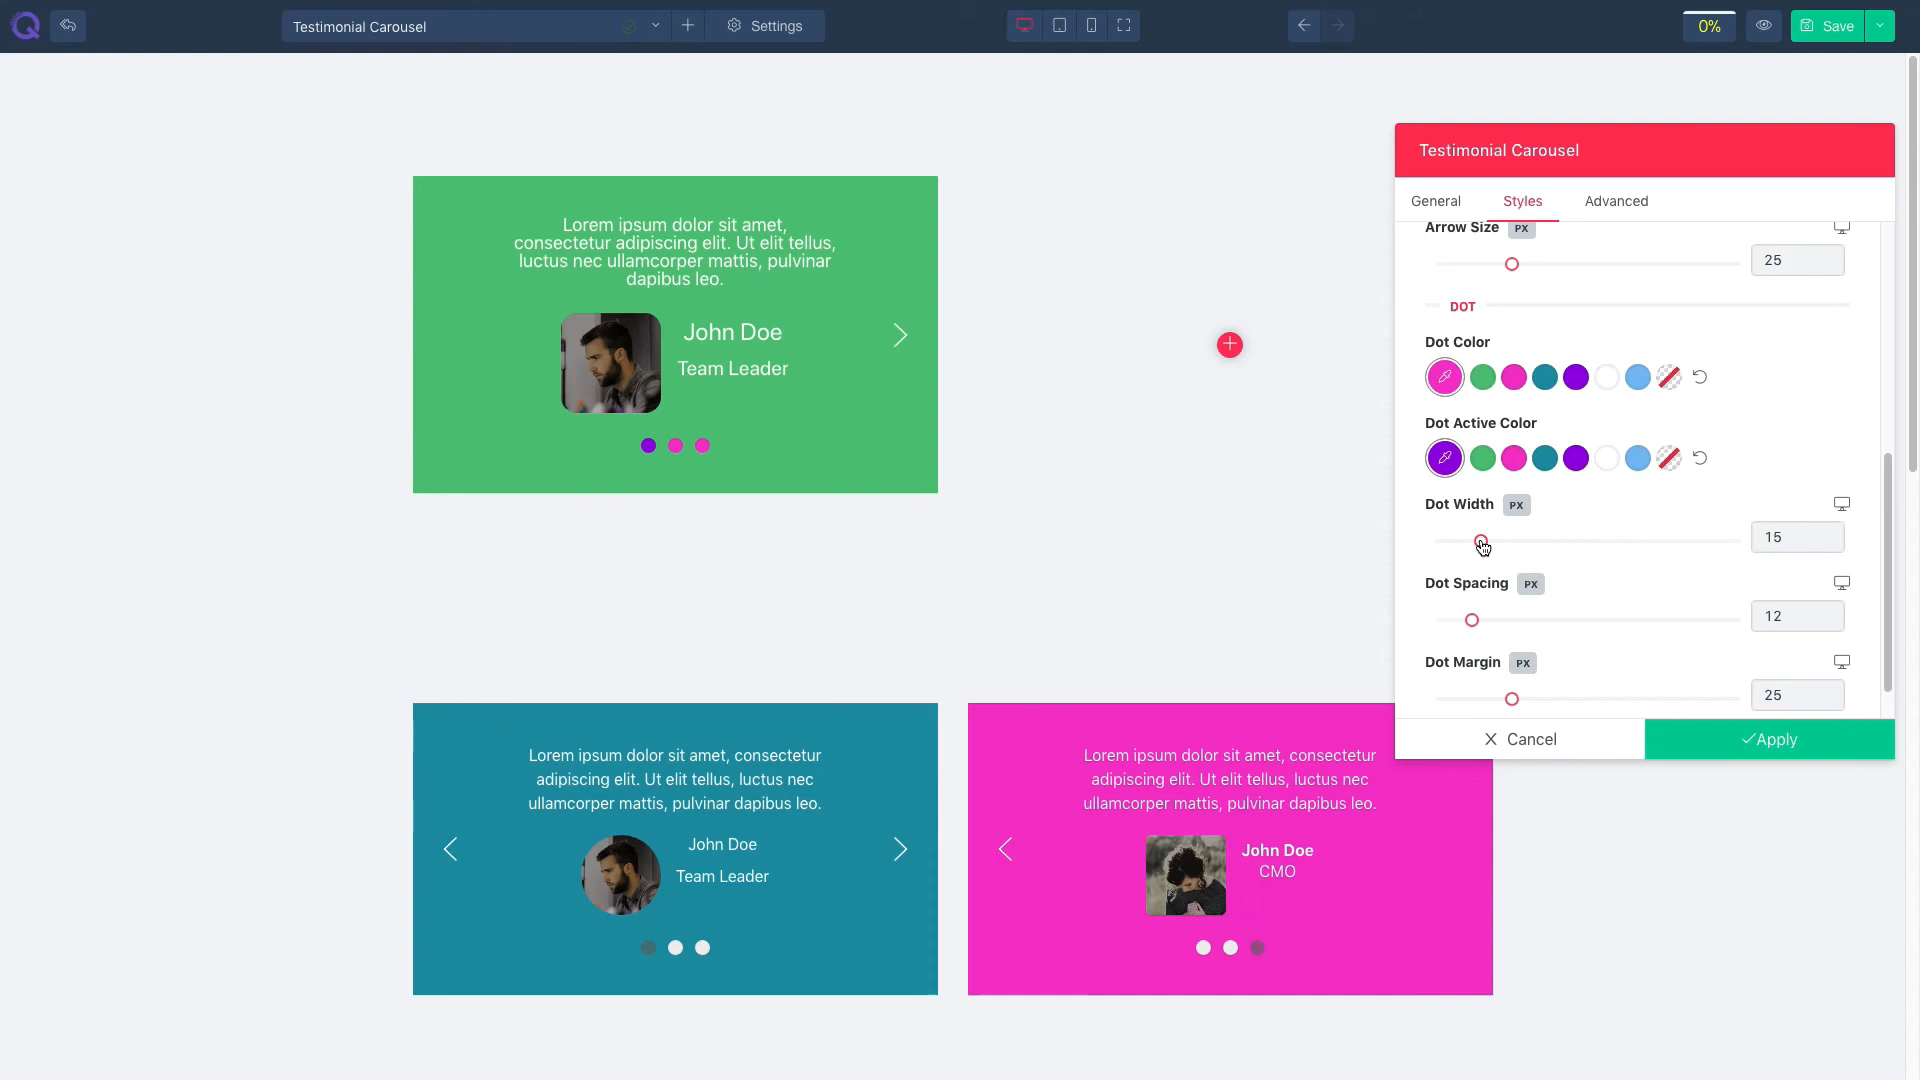 Testimonial Carousel
Settings
0%
Save
Lorem ipsum dolor sit amet,
consectetur adipiscing elit. Ut elit tellus,
luctus nec ullamcorper mattis, pulvinar
dapibus leo.
John Doe
Team Leader
Testimonial Carousel
General Styles Advanced
Arrow Size PX
25
DOT
Dot Color
Dot Active Color
Dot Width PX
15
Dot Spacing PX
12
Dot Margin PX
25
Cancel Apply
Lorem ipsum dolor sit amet, consectetur
adipiscing elit. Ut elit tellus, luctus nec
ullamcorper mattis, pulvinar dapibus leo.
John Doe
Team Leader
Lorem ipsum dolor sit amet, consectetur
adipiscing elit. Ut elit tellus, luctus nec
ullamcorper mattis, pulvinar dapibus leo.
John Doe
CMO